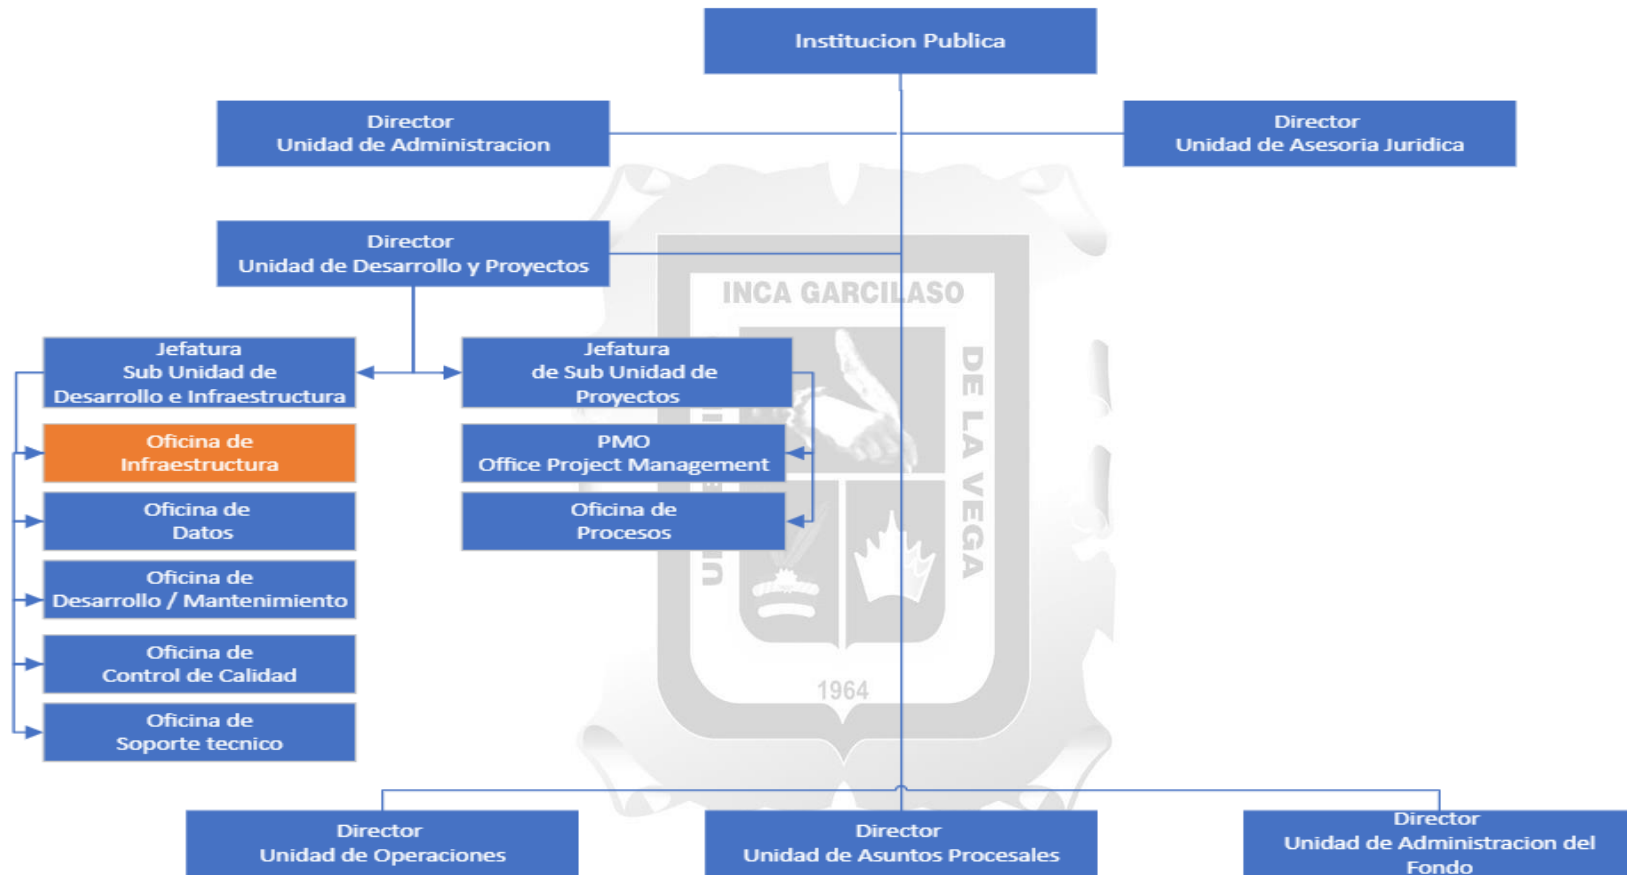 Institucion Publica
Director
Unidad de Administracion
Director
Unidad de Asesoria Juridica
Director
Unidad de Desarrollo y Proyectos
INCA GARCILASO
DE LA VEGA
1964
Jefatura
Sub Unidad de
Desarrollo e Infraestructura
Jefatura
de Sub Unidad de
Proyectos
Oficina de
Infraestructura
PMO
Office Project Management
Oficina de
Datos
Oficina de
Procesos
Oficina de
Desarrollo / Mantenimiento
Oficina de
Control de Calidad
Oficina de
Soporte tecnico
Director
Unidad de Operaciones
Director
Unidad de Asuntos Procesales
Director
Unidad de Administracion del
Fondo